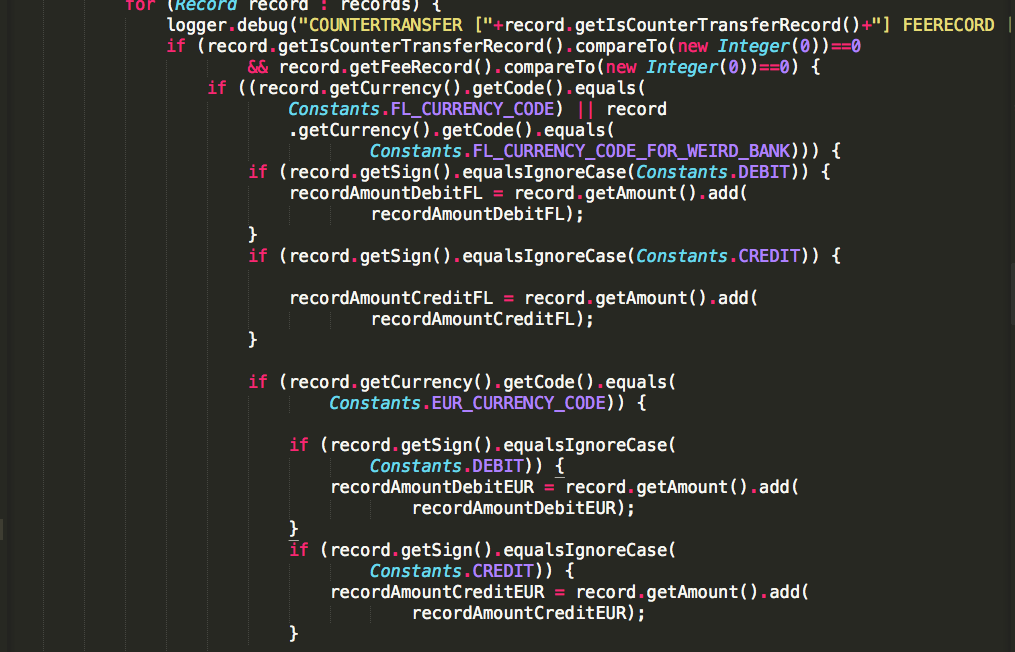 for (Record record : records) {
logger.debug("COUNTERTRANSFER ["+record.getIsCounterTransferRecord()+"] FEERECORD |
if (record.getIsCounterTransferRecord().compareTo(new Integer(0))==0
&& record.getFeeRecord().compareTo(new Integer(0))==0) {
if ((record.getCurrency().getCode().equals(
Constants.FL_CURRENCY_CODE) || record
.getCurrency().getCode().equals(
Constants.FL_CURRENCY_CODE_FOR_WEIRD_BANK))) {
if (record.getSign().equalsIgnoreCase(Constants.DEBIT)) {
recordAmountDebitFL = record.getAmount().add(
recordAmountDebitFL);
}
if (record.getSign().equalsIgnoreCase(Constants.CREDIT)) {
recordAmountCreditFL = record.getAmount().add(
recordAmountCreditFL);
}
if (record.getCurrency().getCode().equals(
Constants.EUR_CURRENCY_CODE)) {
if (record.getSign().equalsIgnoreCase(
Constants.DEBIT)) {
recordAmountDebitEUR = record.getAmount().add(
recordAmountDebitEUR);
}
if (record.getSign().equalsIgnoreCase(
Constants.CREDIT)) {
recordAmountCreditEUR = record.getAmount().add(
recordAmountCreditEUR);
}